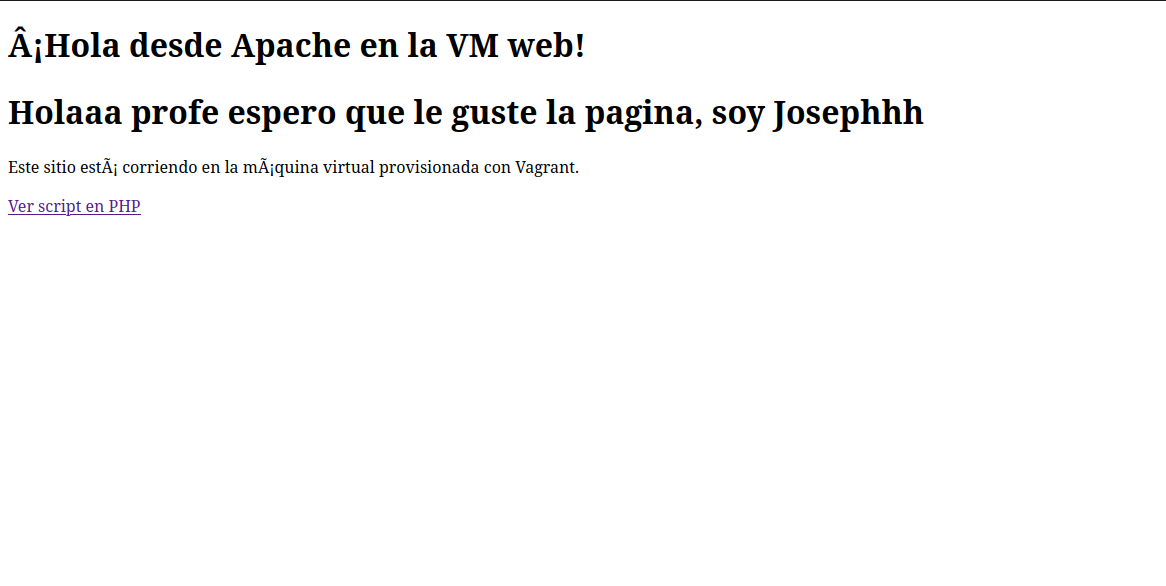 Â¡Hola desde Apache en la VM web!
Holaaa profe espero que le guste la pagina, soy Josephhh
Este sitio estÃ¡ corriendo en la mÃ¡quina virtual provisionada con Vagrant.
Ver script en PHP